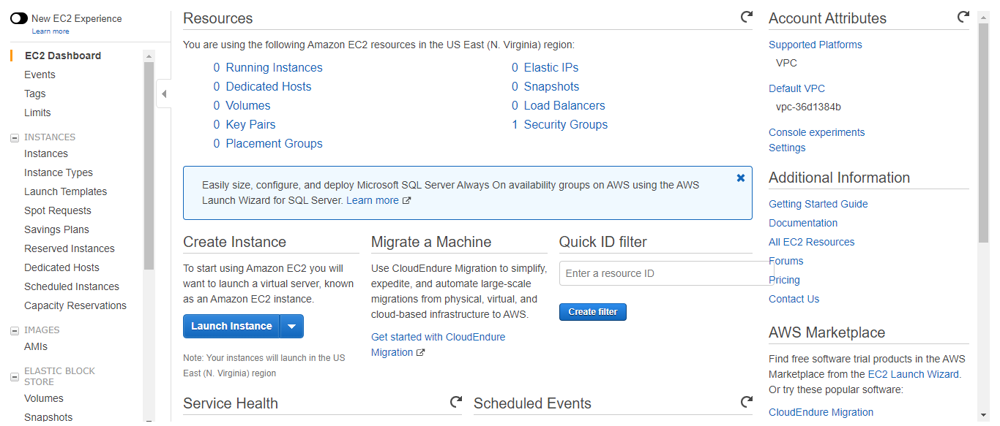 New EC2 Experience
Learn more
EC2 Dashboard
Events
Tags
Limits
INSTANCES
Instances
Instance Types
Launch Templates
Spot Requests
Savings Plans
Reserved Instances
Dedicated Hosts
Scheduled Instances
Capacity Reservations
IMAGES
AMIs
ELASTIC BLOCK
STORE
Volumes
Snapshots
Resources
You are using the following Amazon EC2 resources in the US East (N. Virginia) region:
0 Running Instances
0 Dedicated Hosts
0 Volumes
0 Key Pairs
0 Placement Groups
0 Elastic IPs
0 Snapshots
0 Load Balancers
1 Security Groups
Easily size, configure, and deploy Microsoft SQL Server Always On availability groups on AWS using the AWS
Launch Wizard for SQL Server. Learn more
Create Instance
To start using Amazon EC2 you will
want to launch a virtual server, known
as an Amazon EC2 instance.
Launch Instance
Note: Your instances will launch in the US
East (N. Virginia) region
Migrate a Machine
Use CloudEndure Migration to simplify,
expedite, and automate large-scale
migrations from physical, virtual, and
cloud-based infrastructure to AWS.
Get started with CloudEndure
Migration
Quick ID filter
Enter a resource ID
Create filter
Service Health
Scheduled Events
Account Attributes
Supported Platforms
VPC
Default VPC
vpc-36d1384b
Console experiments
Settings
Additional Information
Getting Started Guide
Documentation
All EC2 Resources
Forums
Pricing
Contact Us
AWS Marketplace
Find free software trial products in the AWS
Marketplace from the EC2 Launch Wizard.
Or try these popular software:
CloudEndure Migration